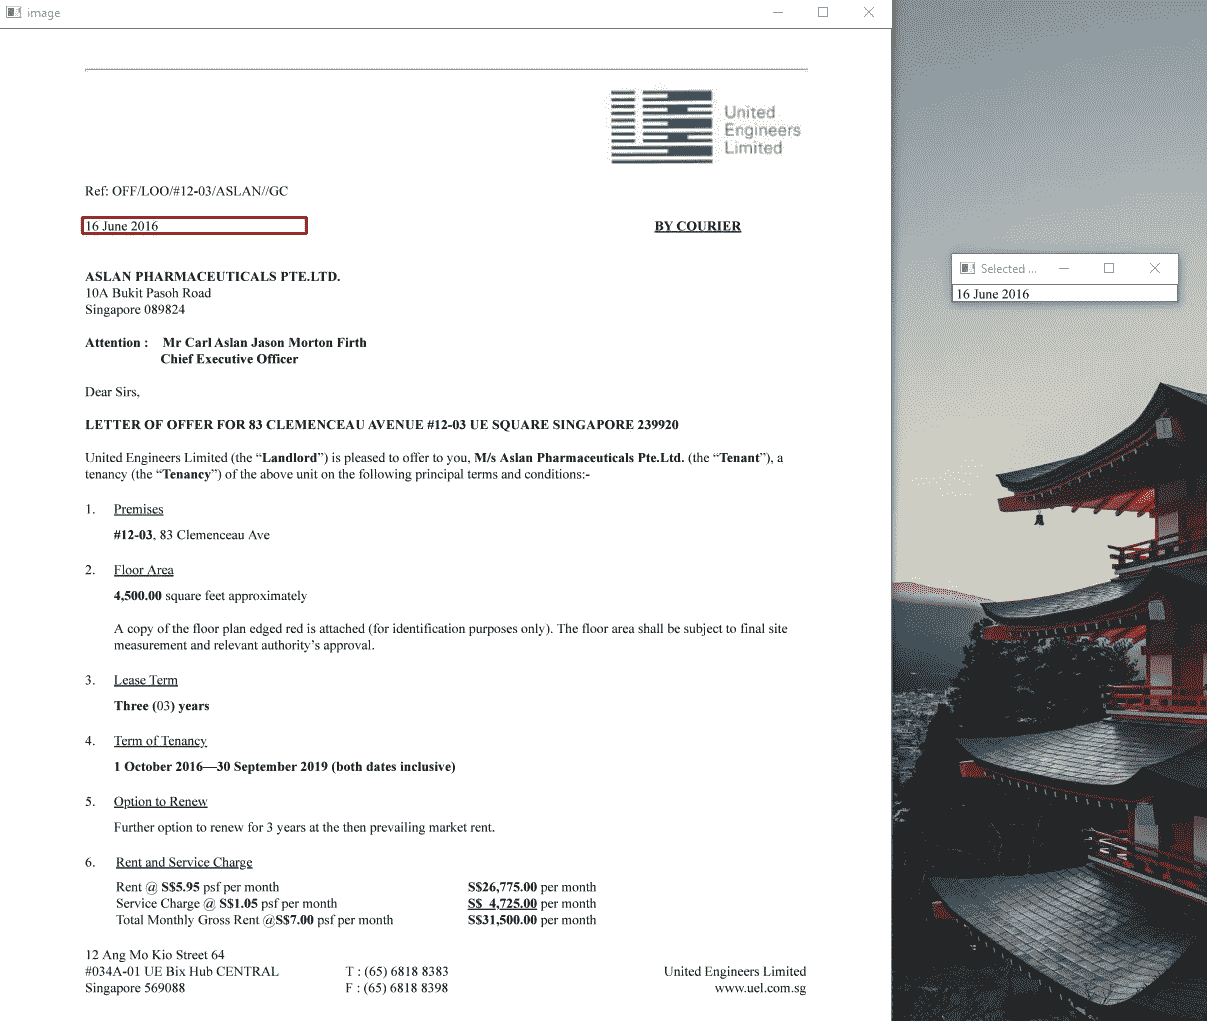 image
United
Engineers
Limited
Ref: OFF/LOO/#12-03/ASLAN//GC
16 June 2016 BY COURIER
Selected ...
16 June 2016
ASLAN PHARMACEUTICALS PTE.LTD.
10A Bukit Pasoh Road
Singapore 089824
Attention : Mr Carl Aslan Jason Morton Firth
Chief Executive Officer
Dear Sirs,
LETTER OF OFFER FOR 83 CLEMENCEAU AVENUE #12-03 UE SQUARE SINGAPORE 239920
United Engineers Limited (the “Landlord”) is pleased to offer to you, M/s Aslan Pharmaceuticals Pte.Ltd. (the “Tenant”), a
tenancy (the “Tenancy”) of the above unit on the following principal terms and conditions:-
1. Premises
#12-03, 83 Clemenceau Ave
2. Floor Area
4,500.00 square feet approximately
A copy of the floor plan edged red is attached (for identification purposes only). The floor area shall be subject to final site
measurement and relevant authority’s approval.
3. Lease Term
Three (03) years
4. Term of Tenancy
1 October 2016—30 September 2019 (both dates inclusive)
5. Option to Renew
Further option to renew for 3 years at the then prevailing market rent.
6. Rent and Service Charge
Rent @ S$5.95 psf per month S$26,775.00 per month
Service Charge @ S$1.05 psf per month S$ 4,725.00 per month
Total Monthly Gross Rent @S$7.00 psf per month S$31,500.00 per month
12 Ang Mo Kio Street 64
#034A-01 UE Bix Hub CENTRAL T : (65) 6818 8383 United Engineers Limited
Singapore 569088 F : (65) 6818 8398 www.uel.com.sg